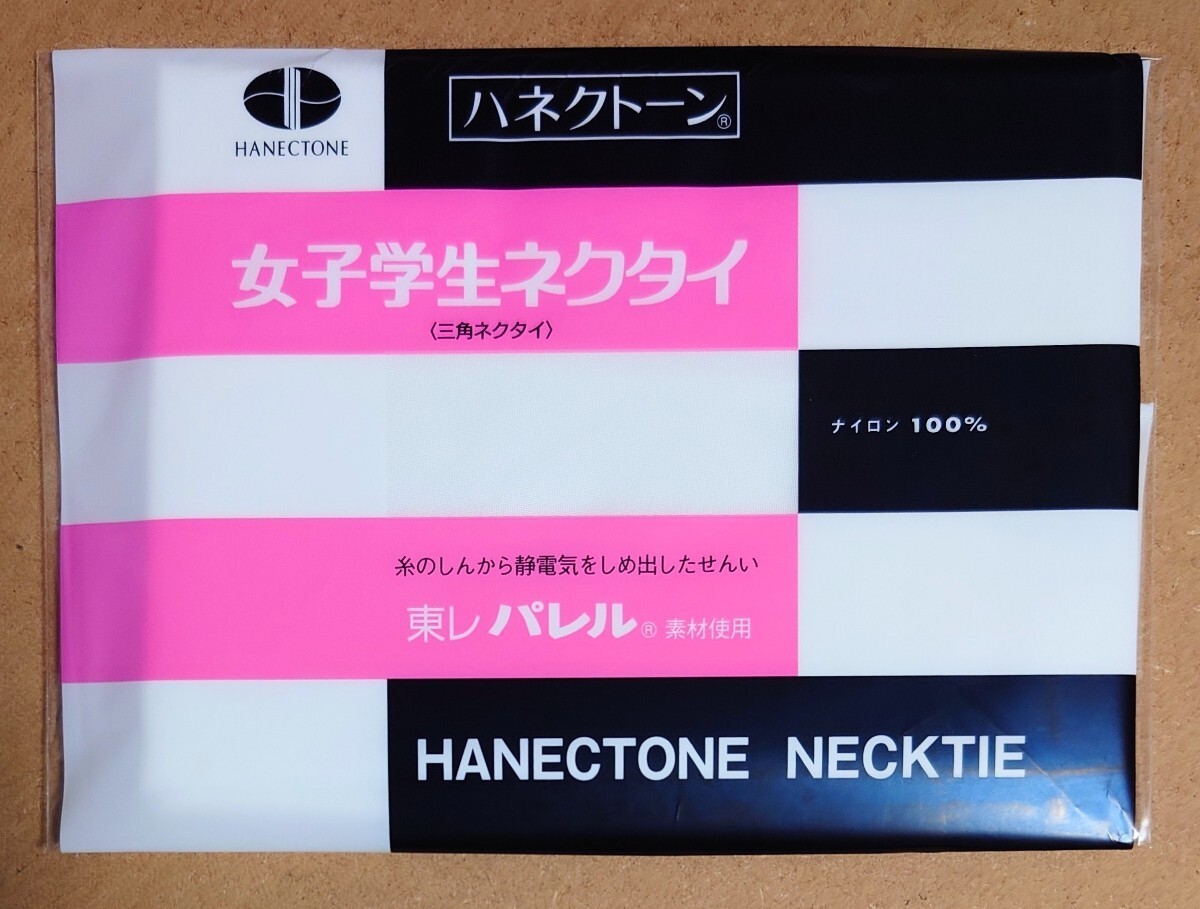 HANECTONE
ハネクトーン®
女子学生ネクタイ
〈三角ネクタイ〉
ナイロン 100%
糸のしんから静電気をしめ出したせんい
東レ パレル® 素材使用
HANECTONE NECKTIE